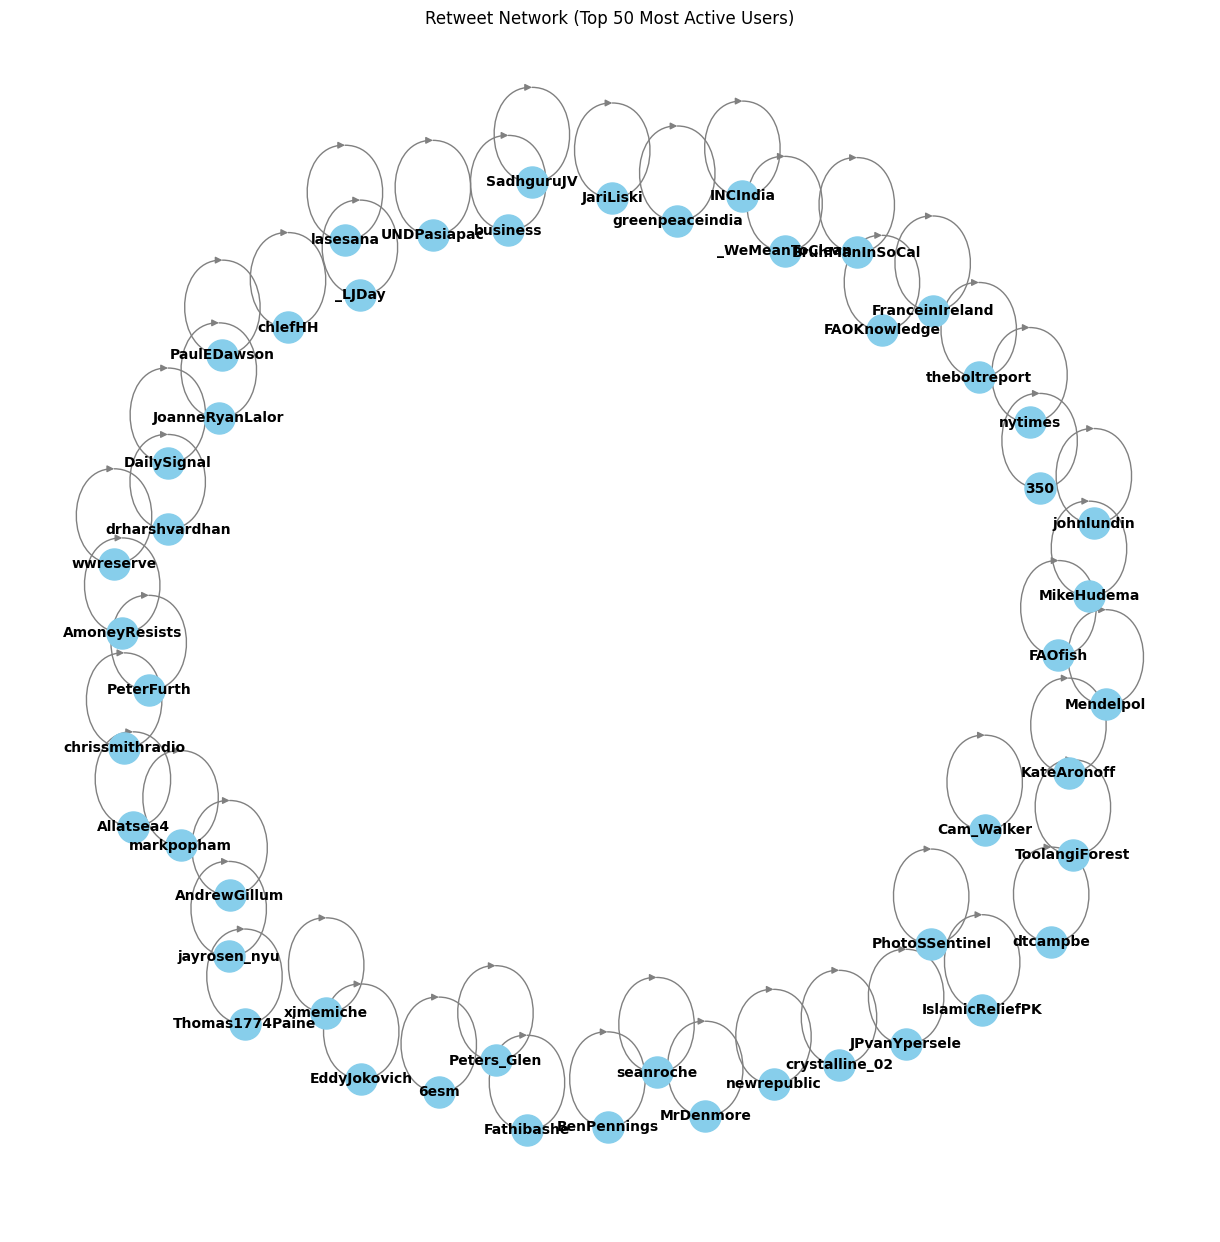 Retweet Network (Top 50 Most Active Users)
SadhguruJV
JariLiski
INCIndia
greenpeaceindia
business
UNDPasiapac
lasesana
_LJDay
_WeMeanToClean
BrunManInSoCal
FranceinIreland
FAOKnowledge
chlefHH
PaulEDawson
theboltreport
JoanneRyanLalor
nytimes
DailySignal
350
drharshvardhan
johnlundin
wwreserve
MikeHudema
AmoneyResists
FAOfish
PeterFurth
Mendelpol
chrissmithradio
KateAronoff
Allatsea4
Cam_Walker
markpopham
ToolangiForest
AndrewGillum
PhotoSSentinel
dtcampbe
jayrosen_nyu
xjmemiche
IslamicReliefPK
Thomas1774Paine
JPvanYpersele
Peters_Glen
crystalline_02
seanroche
EddyJokovich
newrepublic
6esm
MrDenmore
Fathibashe
BenPennings